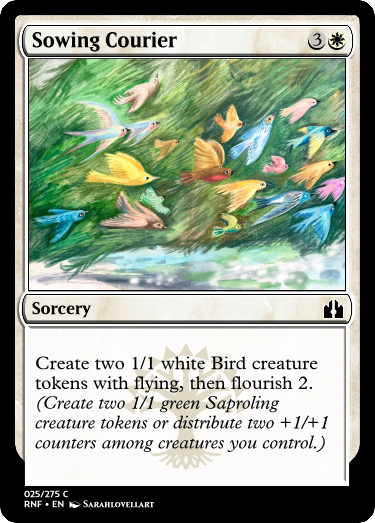 Sowing Courier 3
Sorcery
Create two 1/1 white Bird creature
tokens with flying, then flourish 2.
(Create two 1/1 green Saproling
creature tokens or distribute two +1/+1
counters among creatures you control.)
025/275 C
RNF • EN Sarahlovellart